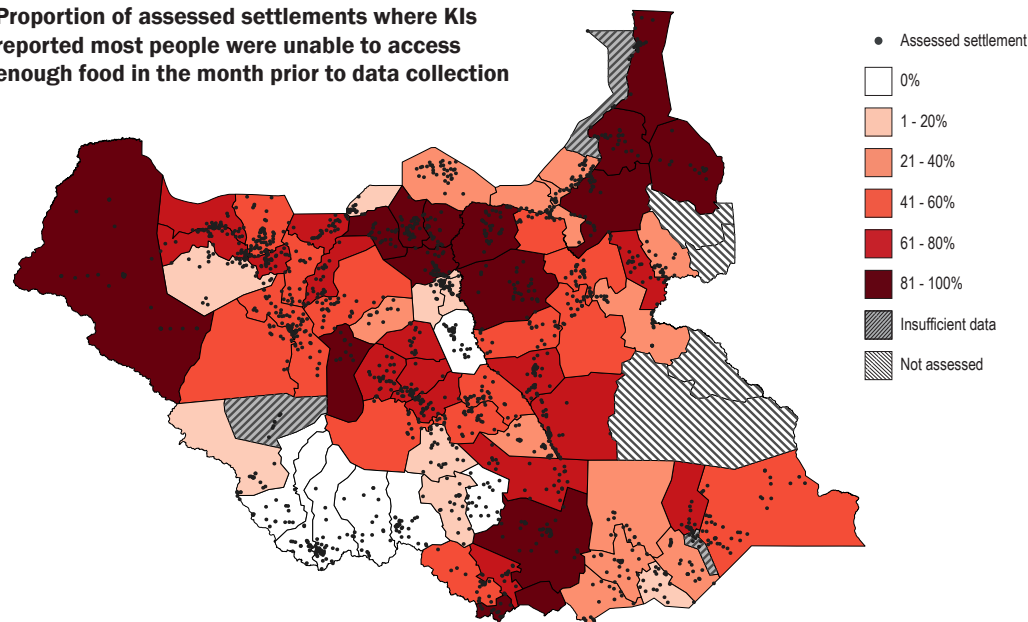 Proportion of assessed settlements where KIs
reported most people were unable to access
enough food in the month prior to data collection
Assessed settlement
0%
1 - 20%
21 - 40%
41 - 60%
61 - 80%
81 - 100%
Insufficient data
Not assessed